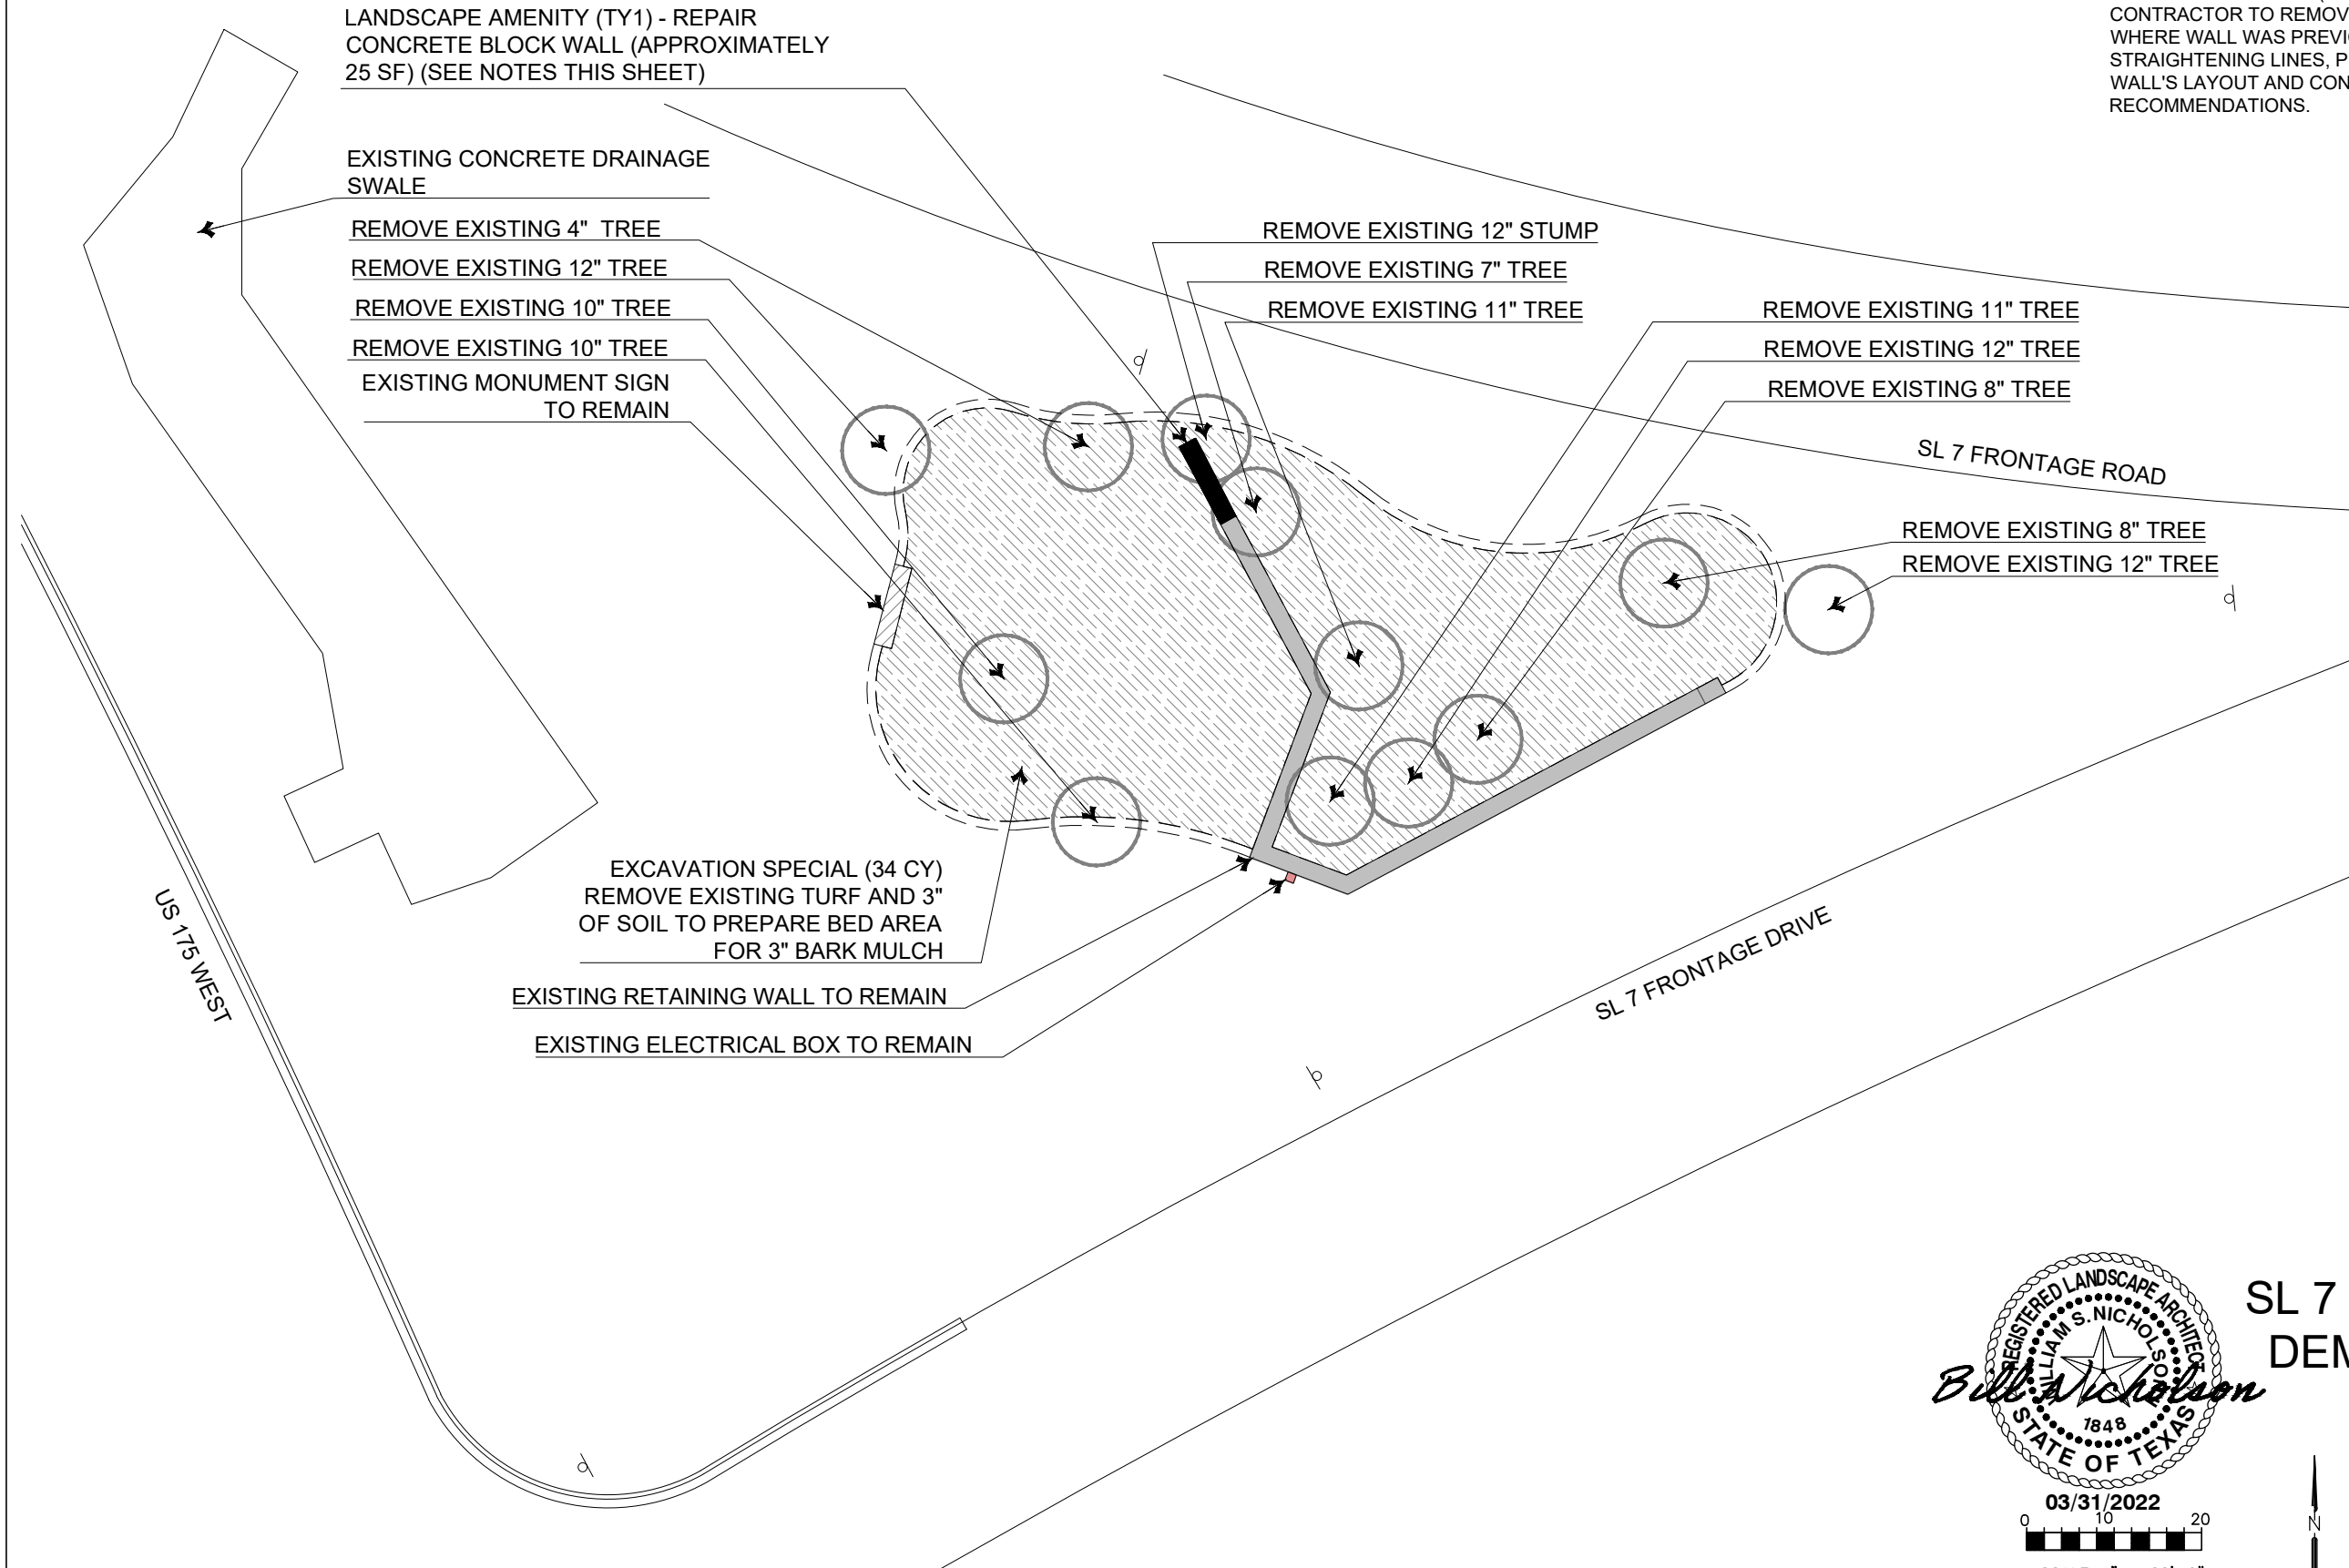 LANDSCAPE AMENITY (TY1) - REPAIR
CONCRETE BLOCK WALL (APPROXIMATELY
25 SF) (SEE NOTES THIS SHEET)
CONTRACTOR TO REMOV
WHERE WALL WAS PREVI
STRAIGHTENING LINES, P
WALL'S LAYOUT AND CON
RECOMMENDATIONS.
EXISTING CONCRETE DRAINAGE
SWALE
REMOVE EXISTING 4" TREE
REMOVE EXISTING 12" TREE
REMOVE EXISTING 10" TREE
REMOVE EXISTING 10" TREE
EXISTING MONUMENT SIGN
TO REMAIN
REMOVE EXISTING 12" STUMP
REMOVE EXISTING 7" TREE
REMOVE EXISTING 11" TREE
REMOVE EXISTING 11" TREE
REMOVE EXISTING 12" TREE
REMOVE EXISTING 8" TREE
SL 7 FRONTAGE ROAD
REMOVE EXISTING 8" TREE
REMOVE EXISTING 12" TREE
EXCAVATION SPECIAL (34 CY)
REMOVE EXISTING TURF AND 3"
OF SOIL TO PREPARE BED AREA
FOR 3" BARK MULCH
EXISTING RETAINING WALL TO REMAIN
EXISTING ELECTRICAL BOX TO REMAIN
US 175 WEST
SL 7 FRONTAGE DRIVE
REGISTERED LANDSCAPE ARCHITECT
WILLIAM S. NICHOLSON
1848
STATE OF TEXAS
Bill Nicholson
03/31/2022
SL 7
DEM
0 10 20
N